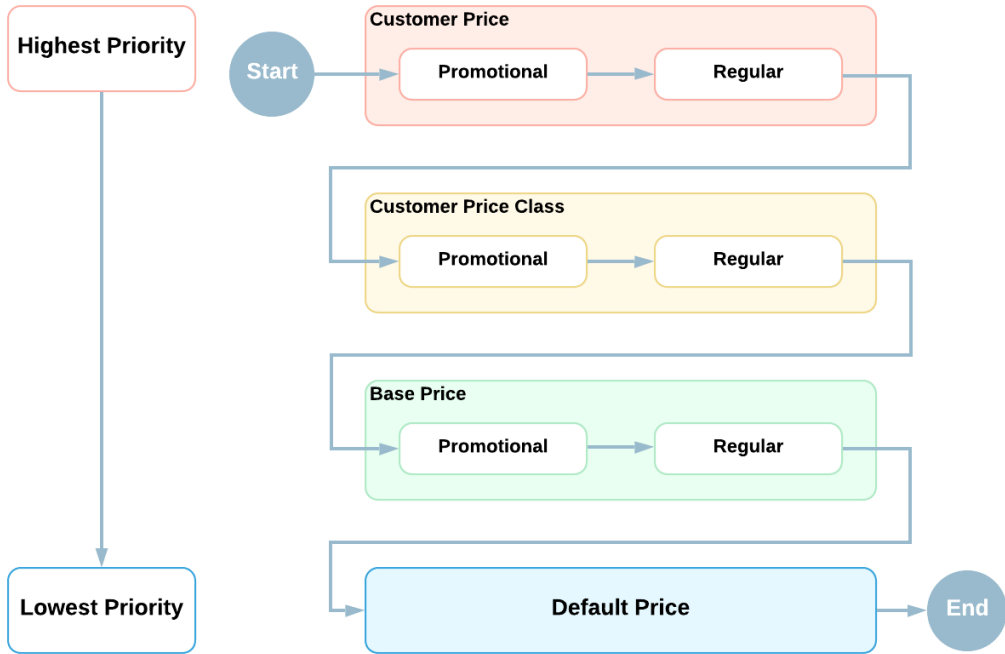 Highest Priority
Start
Customer Price
Promotional
Regular
Customer Price Class
Promotional
Regular
Base Price
Promotional
Regular
Lowest Priority
Default Price
End